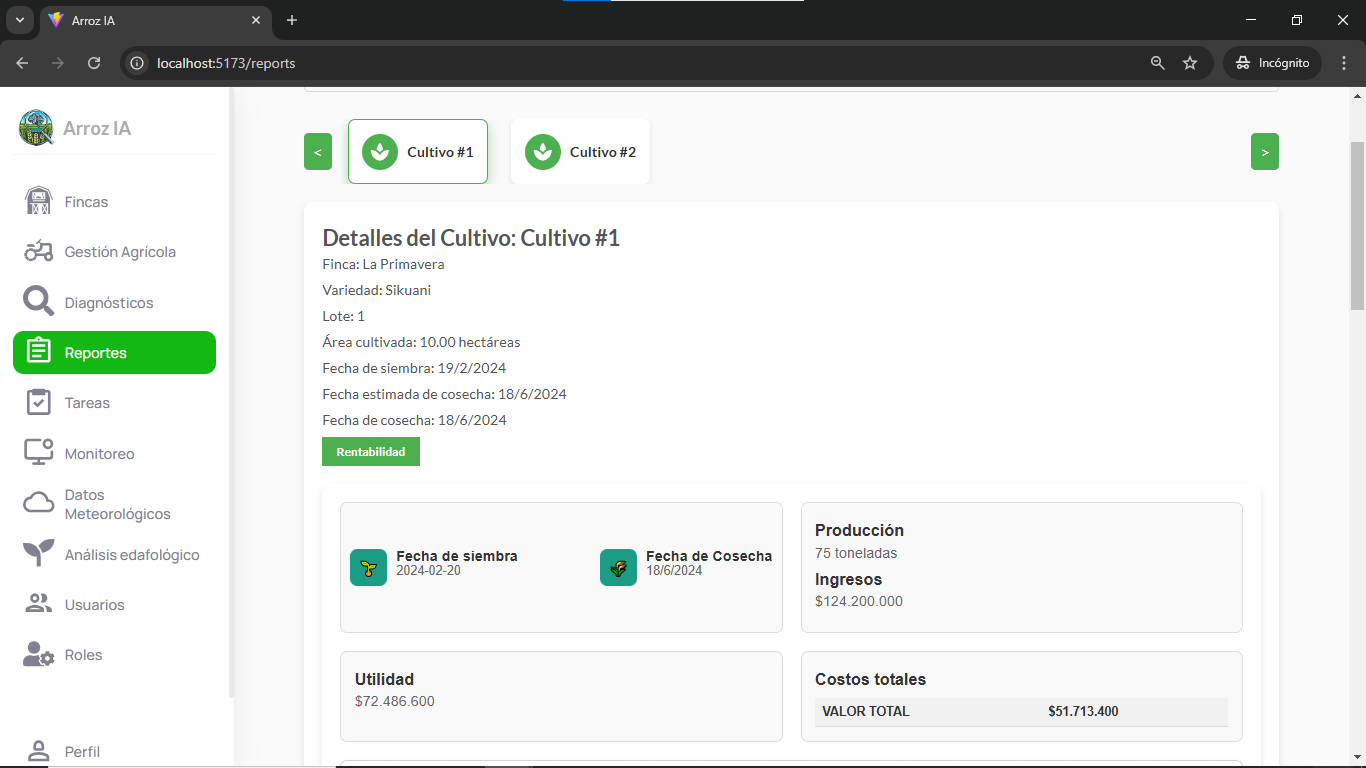 Arroz IA
localhost:5173/reports
Incógnito
Arroz IA
Fincas
Gestión Agrícola
Diagnósticos
Reportes
Tareas
Monitoreo
Datos
Meteorológicos
Análisis edafológico
Usuarios
Roles
Perfil
<
Cultivo #1
Cultivo #2
>
Detalles del Cultivo: Cultivo #1
Finca: La Primavera
Variedad: Sikuani
Lote: 1
Área cultivada: 10.00 hectáreas
Fecha de siembra: 19/2/2024
Fecha estimada de cosecha: 18/6/2024
Fecha de cosecha: 18/6/2024
Rentabilidad
Fecha de siembra
2024-02-20
Fecha de Cosecha
18/6/2024
Producción
75 toneladas
Ingresos
$124.200.000
Utilidad
$72.486.600
Costos totales
VALOR TOTAL $51.713.400